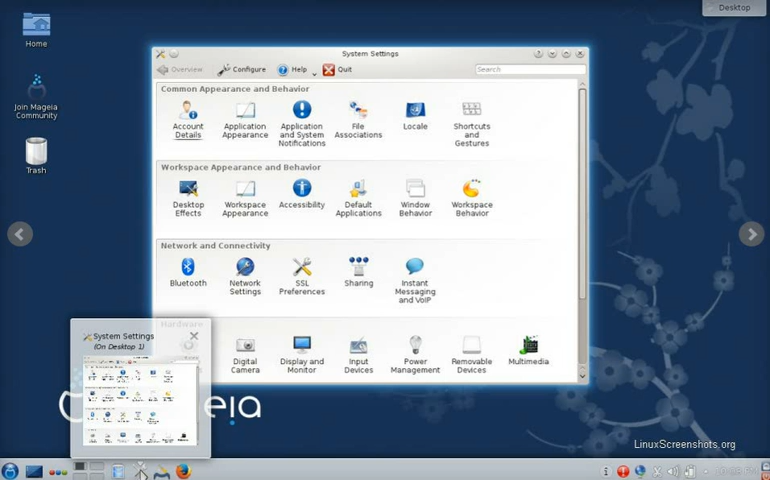 Desktop
Home
Join Mageia
Community
Trash
System Settings
Overview
Configure
Help
Quit
Search
Common Appearance and Behavior
Account
Details
Application
Appearance
Application
and System
Notifications
File
Associations
Locale
Shortcuts
and
Gestures
Workspace Appearance and Behavior
Desktop
Effects
Workspace
Appearance
Accessibility
Default
Applications
Window
Behavior
Workspace
Behavior
Network and Connectivity
Bluetooth
Network
Settings
SSL
Preferences
Sharing
Instant
Messaging
and VoIP
Hardware
Digital
Camera
Display and
Monitor
Input
Devices
Power
Management
Removable
Devices
Multimedia
System Settings
(On Desktop 1)
eia
LinuxScreenshots.org